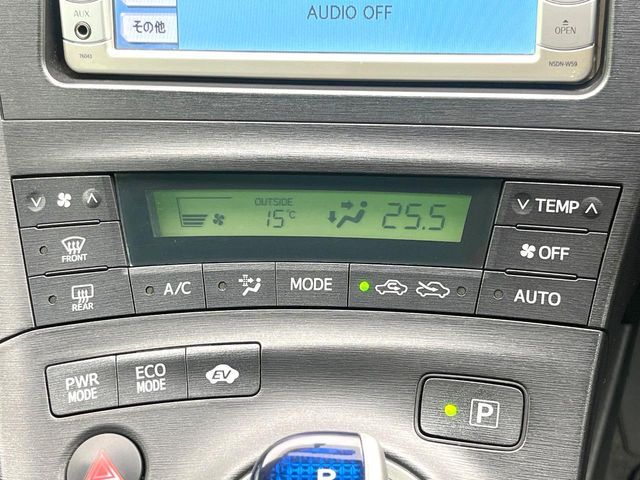 AUX
その他
AUDIO OFF
OPEN
76043
NSDN-W59
OUTSIDE
15℃
25.5
TEMP
FRONT
OFF
REAR
A/C
MODE
AUTO
PWR
MODE
ECO
MODE
EV
P
P